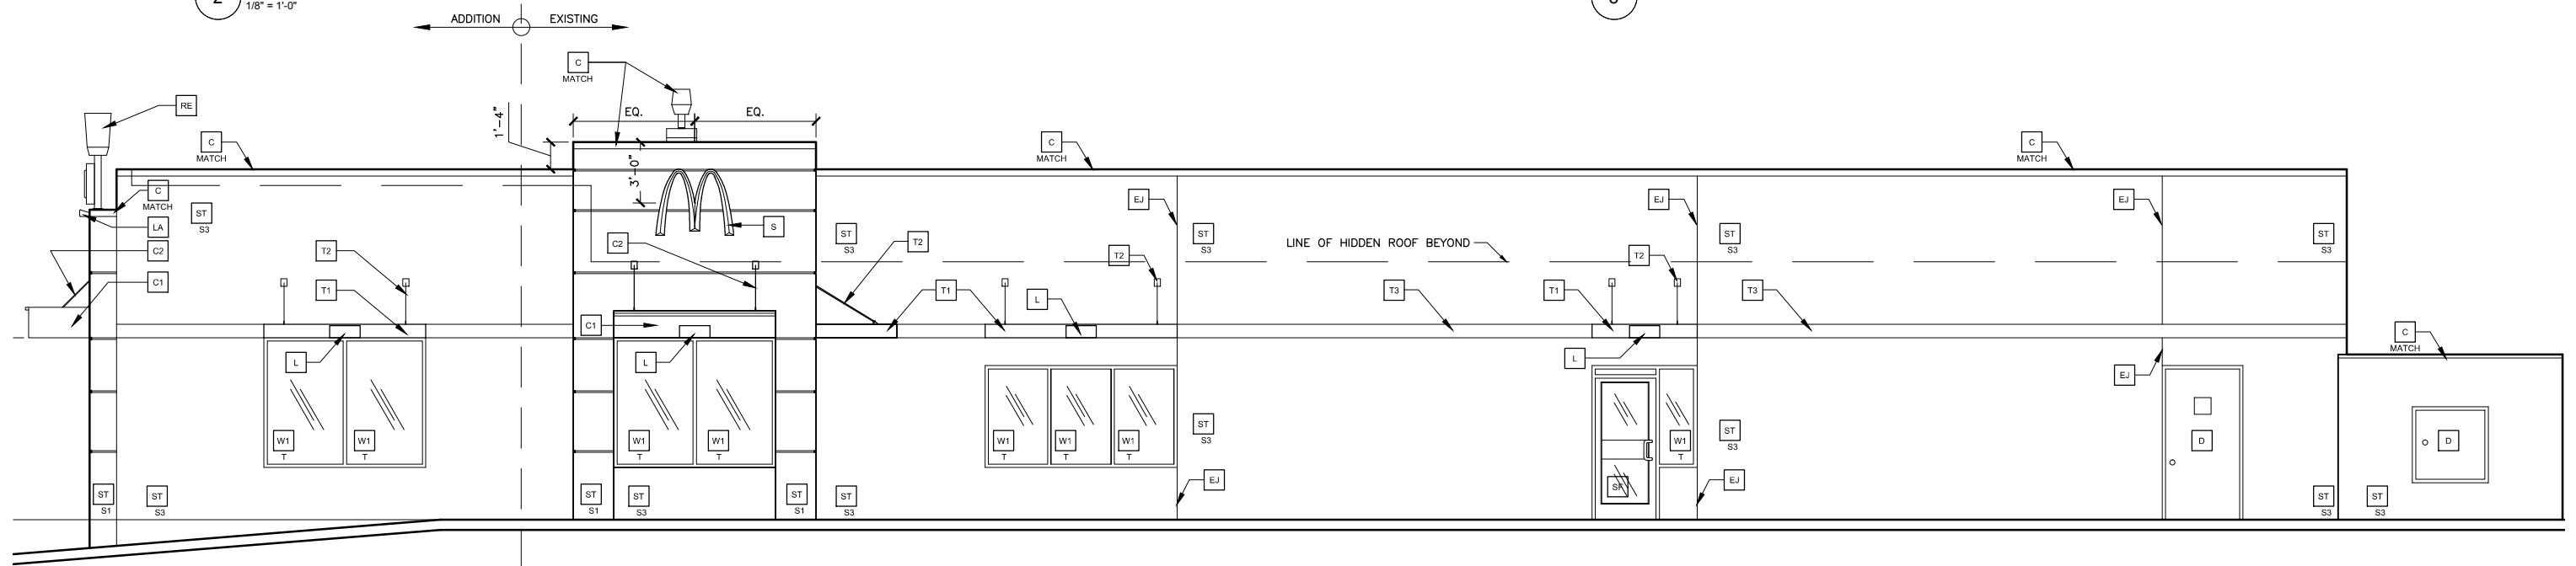 2
1/8" = 1'-0"
ADDITION EXISTING
C
MATCH
RE
1'-4"
EQ. EQ.
C
MATCH
C
MATCH
C
MATCH
3'-0"
C
MATCH
ST
S3
LA
C2
C1
T2
T1
S
C2
ST
S3
T2
EJ
ST
S3
LINE OF HIDDEN ROOF BEYOND
EJ
ST
S3
EJ
ST
S3
T2
T2
T1
L
T3
T1
T3
C1
L
L
L
C
MATCH
EJ
W1
T
W1
T
W1
T
W1
T
W1
T
W1
T
W1
T
ST
S3
W1
T
ST
S3
D
D
ST
S1
ST
S3
ST
S1
ST
S3
ST
S1
ST
S3
EJ
SF
EJ
ST
S3
ST
S3